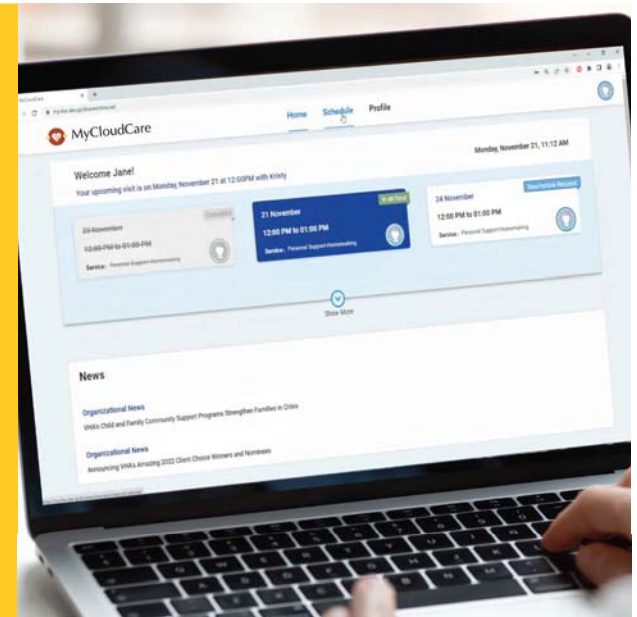 MyCloudCare
Home Schedule Profile
Monday, November 21, 11:12 AM
Welcome Jane!
Your upcoming visit is on Monday, November 21 at 12:00PM with Kristy
Cancelled
23 November
12:00 PM to 01:00 PM
Service: Personal Support-Homemaking
In an hour
21 November
12:00 PM to 01:00 PM
Service: Personal Support-Homemaking
Reschedule Request
24 November
12:00 PM to 01:00 PM
Service: Personal Support-Homemaking
Show More
News
Organizational News
VHA's Child and Family Community Support Programs Strengthen Families in Crisis
Organizational News
Announcing VHA's Amazing 2022 Client Choice Winners and Nominees